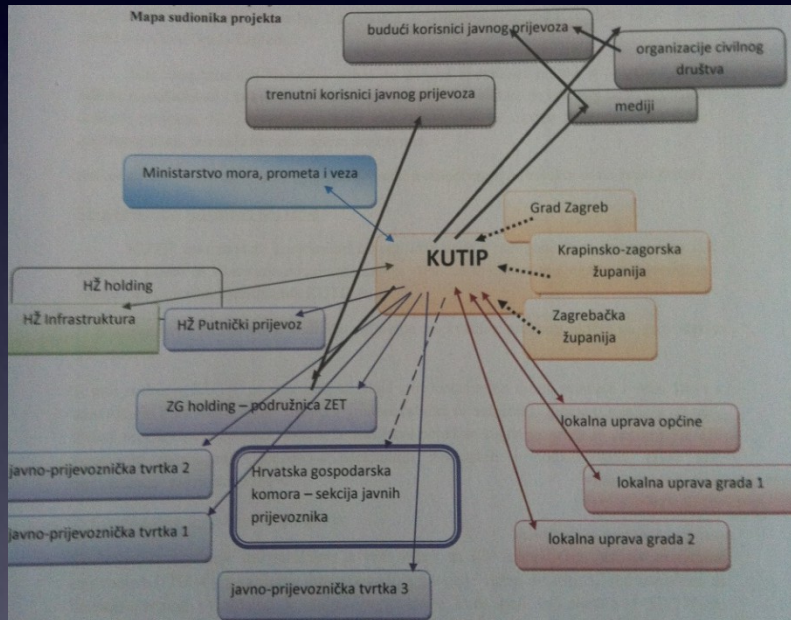 Mapa sudionika projekta
budući korisnici javnog prijevoza
organizacije civilnog
društva
trenutni korisnici javnog prijevoza
mediji
Ministarstvo mora, prometa i veza
Grad Zagreb
KUTIP
Krapinsko-zagorska
županija
HŽ holding
HŽ Infrastruktura
HŽ Putnički prijevoz
Zagrebačka
županija
ZG holding – podružnica ZET
lokalna uprava općine
javno-prijevoznička tvrtka 2
Hrvatska gospodarska
komora – sekcija javnih
prijevoznika
lokalna uprava grada 1
javno-prijevoznička tvrtka 1
lokalna uprava grada 2
javno-prijevoznička tvrtka 3